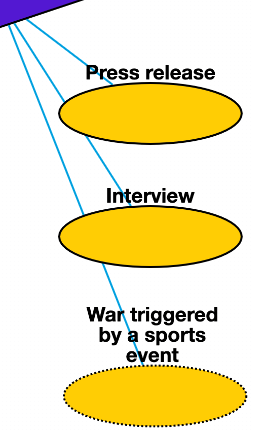 Press release
Interview
War triggered
by a sports
event